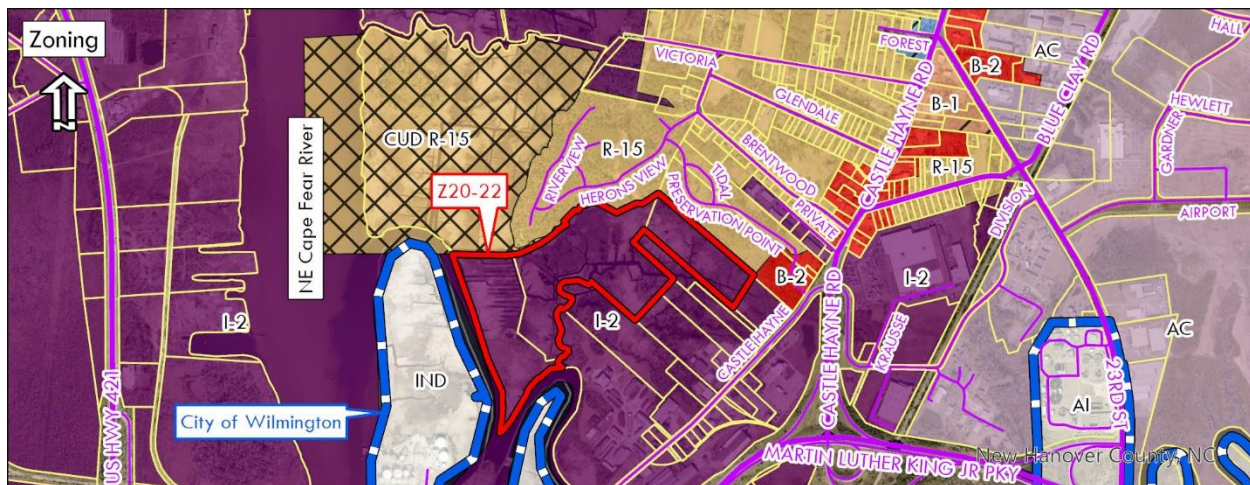 Zoning
N
US HWY 421
NE Cape Fear River
CUD R-15
Z20-22
R-15
RIVERVIEW
HERONS VIEW
TIDAL
PRESERVATION POINT
VICTORIA
GLENDALE
BRENTWOOD
PRIVATE
FOREST
B-2
AC
B-1
CASTLE HAYNE RD
BLUE CLAY RD
R-15
DIVISION
HALL
HEWLETT
GARDNER
AIRPORT
I-2
I-2
B-2
I-2
IND
City of Wilmington
CASTLE HAYNE
CASTLE HAYNE RD
KRAUSSE
AC
AI
23RD ST
MARTIN LUTHER KING JR PKY
New Hanover County, NC